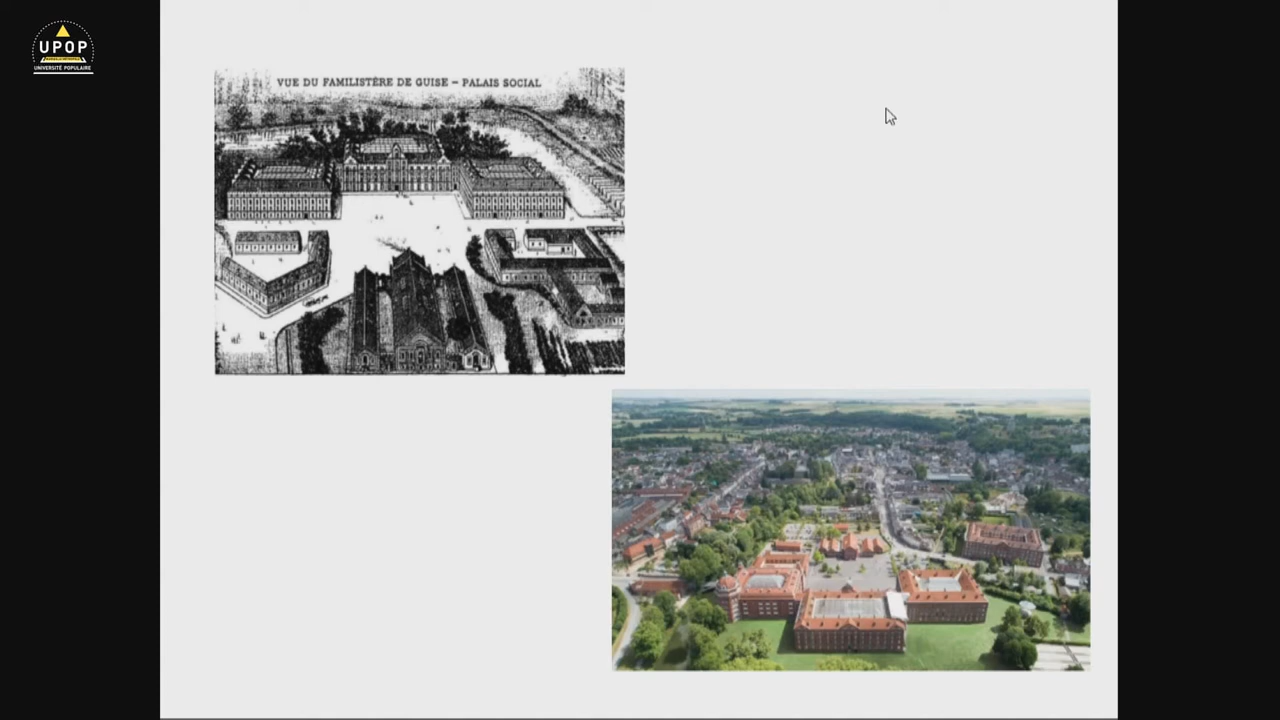 UPOP
UNIVERSITÉ POPULAIRE
VUE DU FAMILISTÈRE DE GUISE – PALAIS SOCIAL